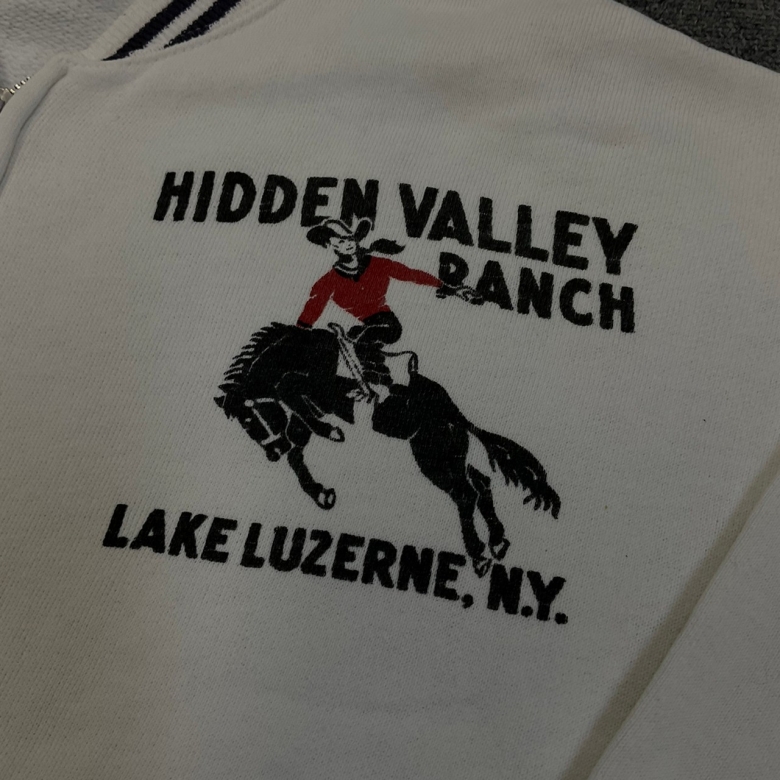 HIDDEN VALLEY
RANCH
LAKE LUZERNE, N.Y.